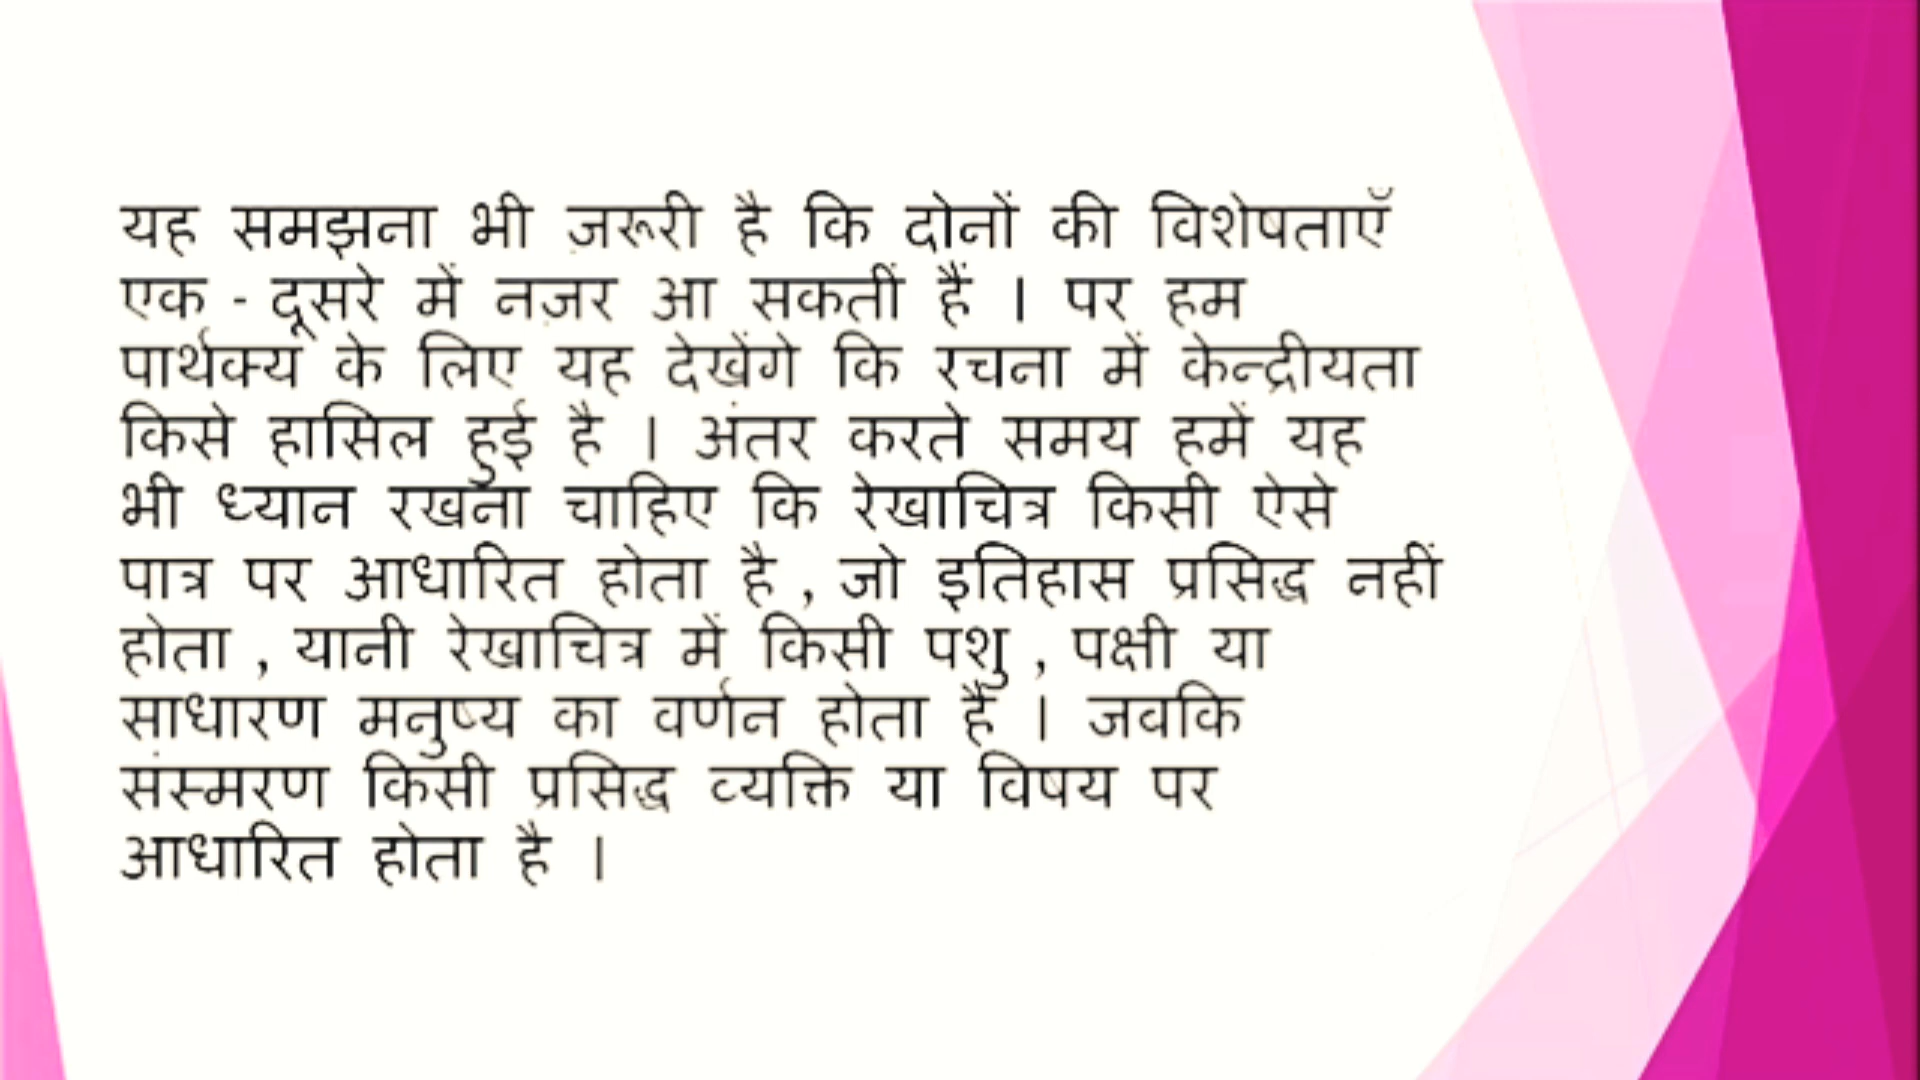 यह समझना भी ज़रूरी है कि दोनों की विशेषताएँ
एक - दूसरे में नज़र आ सकतीं हैं । पर हम
पार्थक्य के लिए यह देखेंगे कि रचना में केन्द्रीयता
किसे हासिल हुई है । अंतर करते समय हमें यह
भी ध्यान रखना चाहिए कि रेखाचित्र किसी ऐसे
पात्र पर आधारित होता है , जो इतिहास प्रसिद्ध नहीं
होता , यानी रेखाचित्र में किसी पशु , पक्षी या
साधारण मनुष्य का वर्णन होता है । जवकि
संस्मरण किसी प्रसिद्ध व्यक्ति या विषय पर
आधारित होता है ।